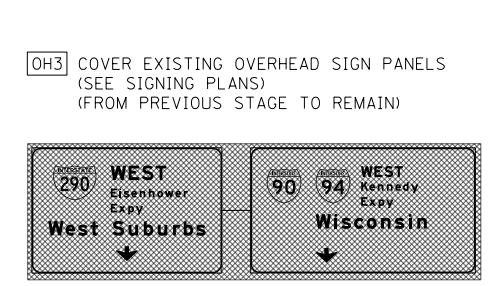 OH3 COVER EXISTING OVERHEAD SIGN PANELS
(SEE SIGNING PLANS)
(FROM PREVIOUS STAGE TO REMAIN)
INTERSTATE
290
WEST
Eisenhower
Expy
West Suburbs
INTERSTATE
90
INTERSTATE
94
WEST
Kennedy
Expy
Wisconsin